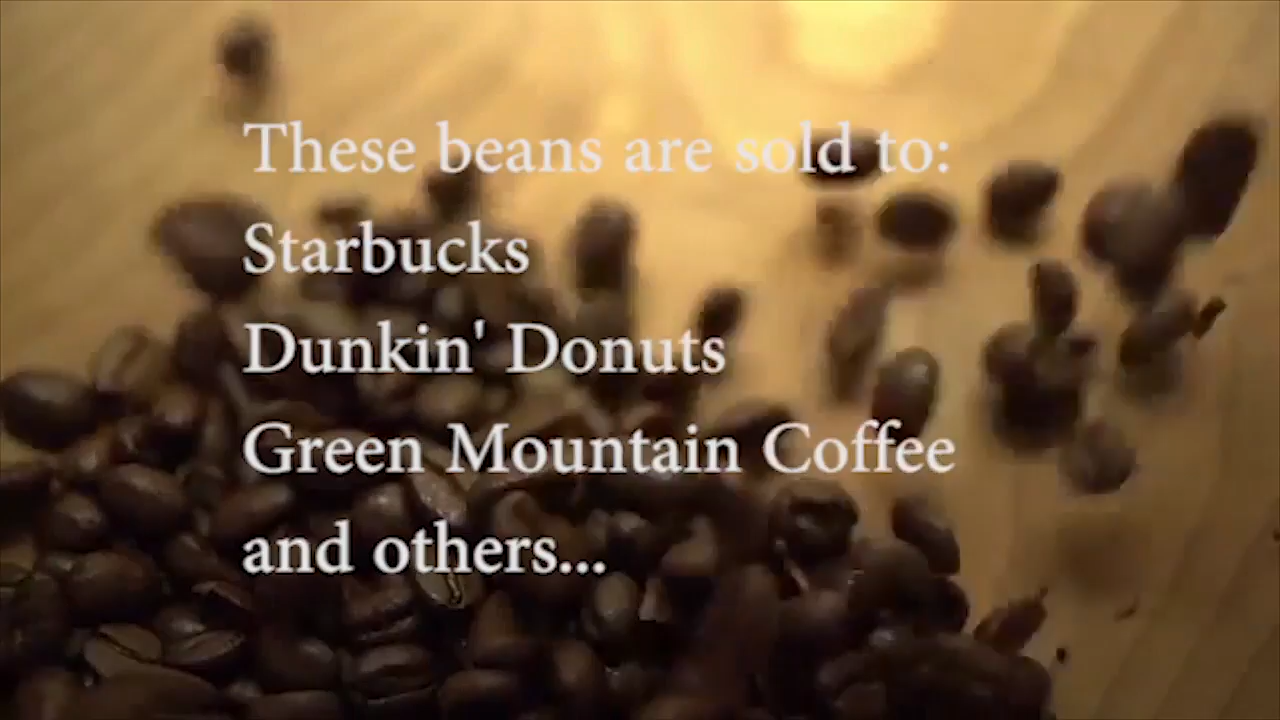 These beans are sold to:
Starbucks
Dunkin' Donuts
Green Mountain Coffee
and others...